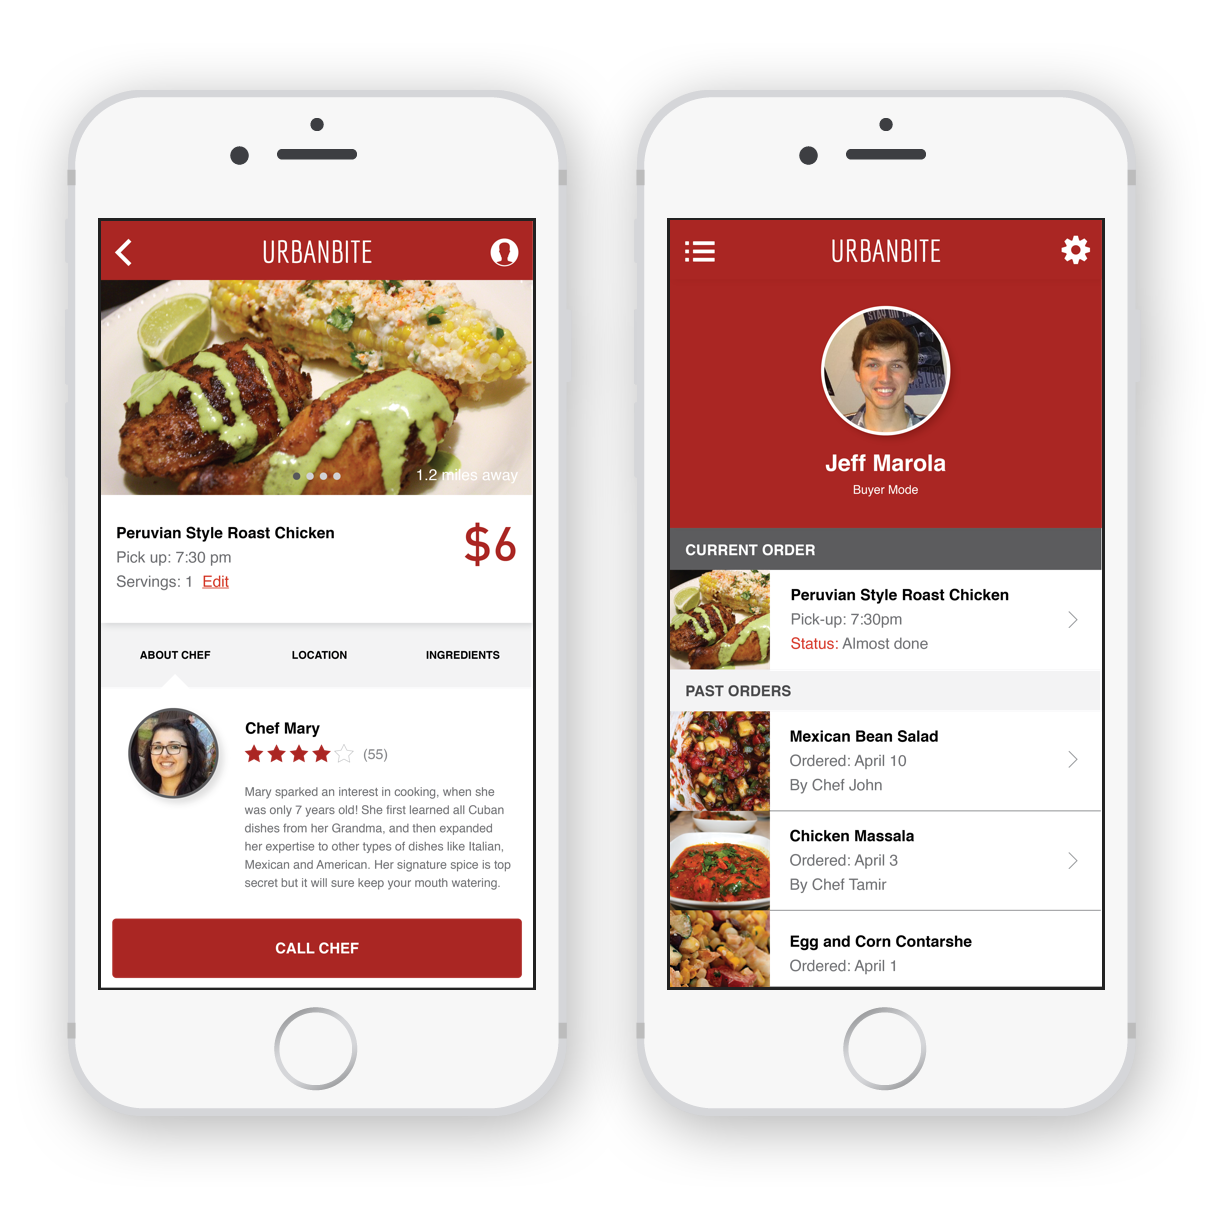 URBANBITE
1.2 miles away
Peruvian Style Roast Chicken
$6
Pick up: 7:30 pm
Servings: 1 Edit
ABOUT CHEF LOCATION INGREDIENTS
Chef Mary
(55)
Mary sparked an interest in cooking, when she
was only 7 years old! She first learned all Cuban
dishes from her Grandma, and then expanded
her expertise to other types of dishes like Italian,
Mexican and American. Her signature spice is top
secret but it will sure keep your mouth watering.
CALL CHEF
URBANBITE
Jeff Marola
Buyer Mode
CURRENT ORDER
Peruvian Style Roast Chicken
Pick-up: 7:30pm
Status: Almost done
PAST ORDERS
Mexican Bean Salad
Ordered: April 10
By Chef John
Chicken Massala
Ordered: April 3
By Chef Tamir
Egg and Corn Contarshe
Ordered: April 1